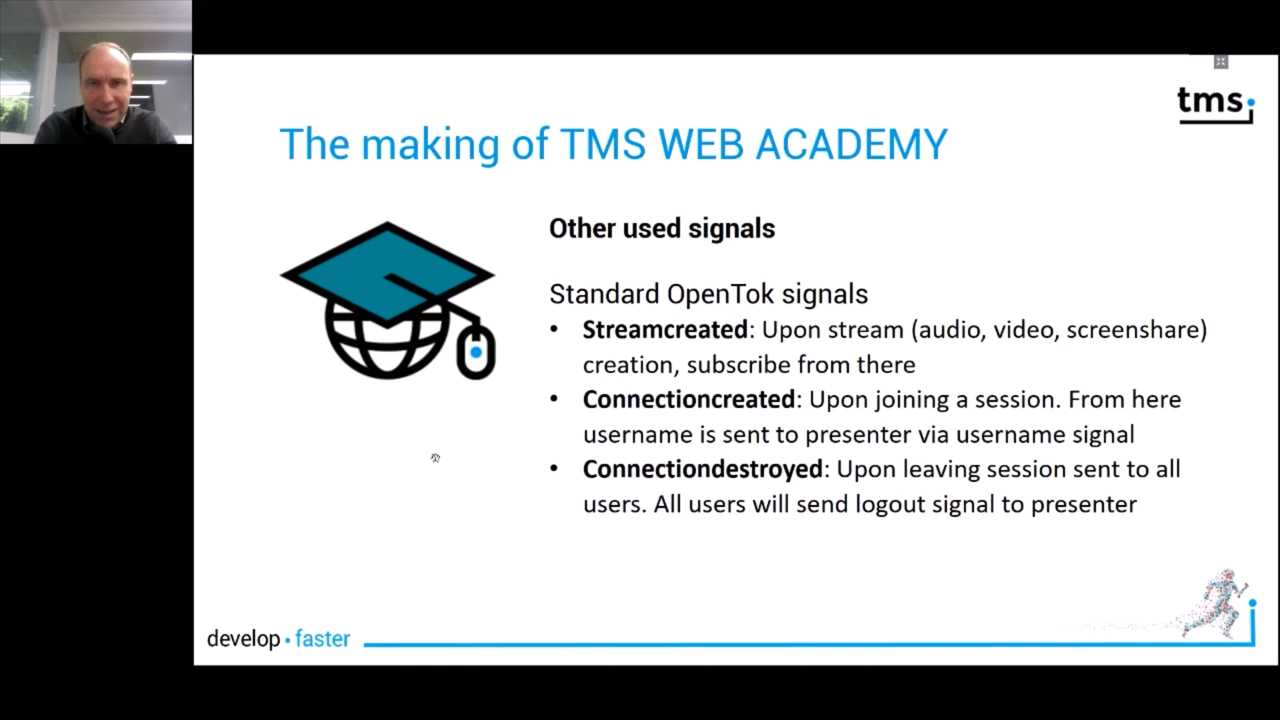 tms.
The making of TMS WEB ACADEMY
Other used signals
Standard OpenTok signals
• Streamcreated: Upon stream (audio, video, screenshare)
creation, subscribe from there
• Connectioncreated: Upon joining a session. From here
username is sent to presenter via username signal
• Connectiondestroyed: Upon leaving session sent to all
users. All users will send logout signal to presenter
develop • faster